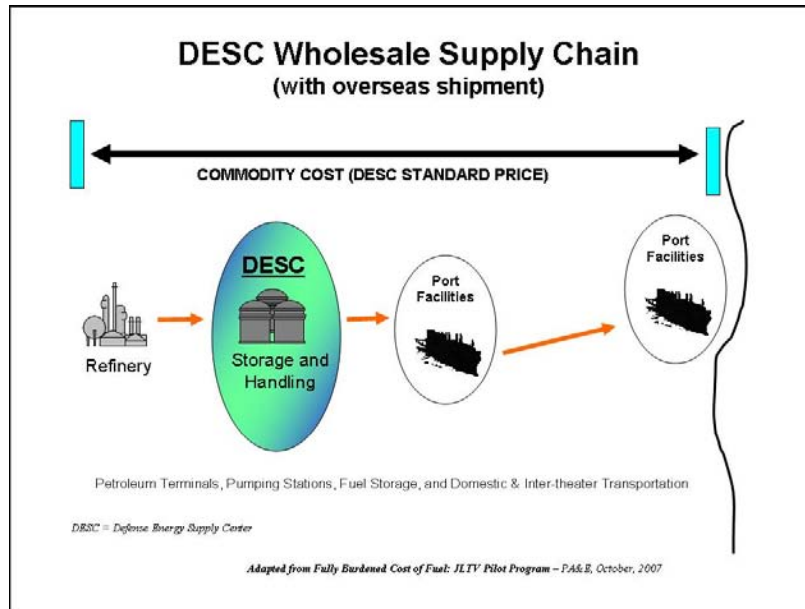 DESC Wholesale Supply Chain
(with overseas shipment)
COMMODITY COST (DESC STANDARD PRICE)
Refinery
DESC
Storage and
Handling
Port
Facilities
Port
Facilities
Petroleum Terminals, Pumping Stations, Fuel Storage, and Domestic & Inter-theater Transportation
DESC = Defense Energy Supply Center
Adapted from Fully Burdened Cost of Fuel: JLTV Pilot Program – PA&E, October, 2007